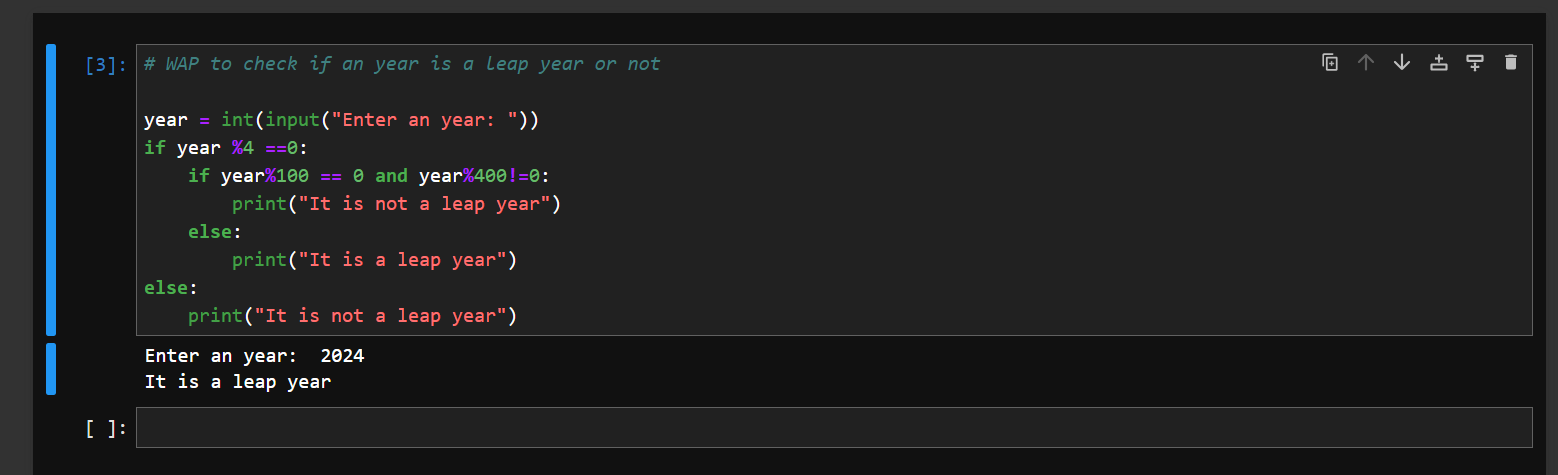 [3]: # WAP to check if an year is a leap year or not
year = int(input("Enter an year: "))
if year %4 ==0:
    if year%100 == 0 and year%400!=0:
        print("It is not a leap year")
    else:
        print("It is a leap year")
else:
    print("It is not a leap year")
Enter an year:  2024
It is a leap year
[ ]: